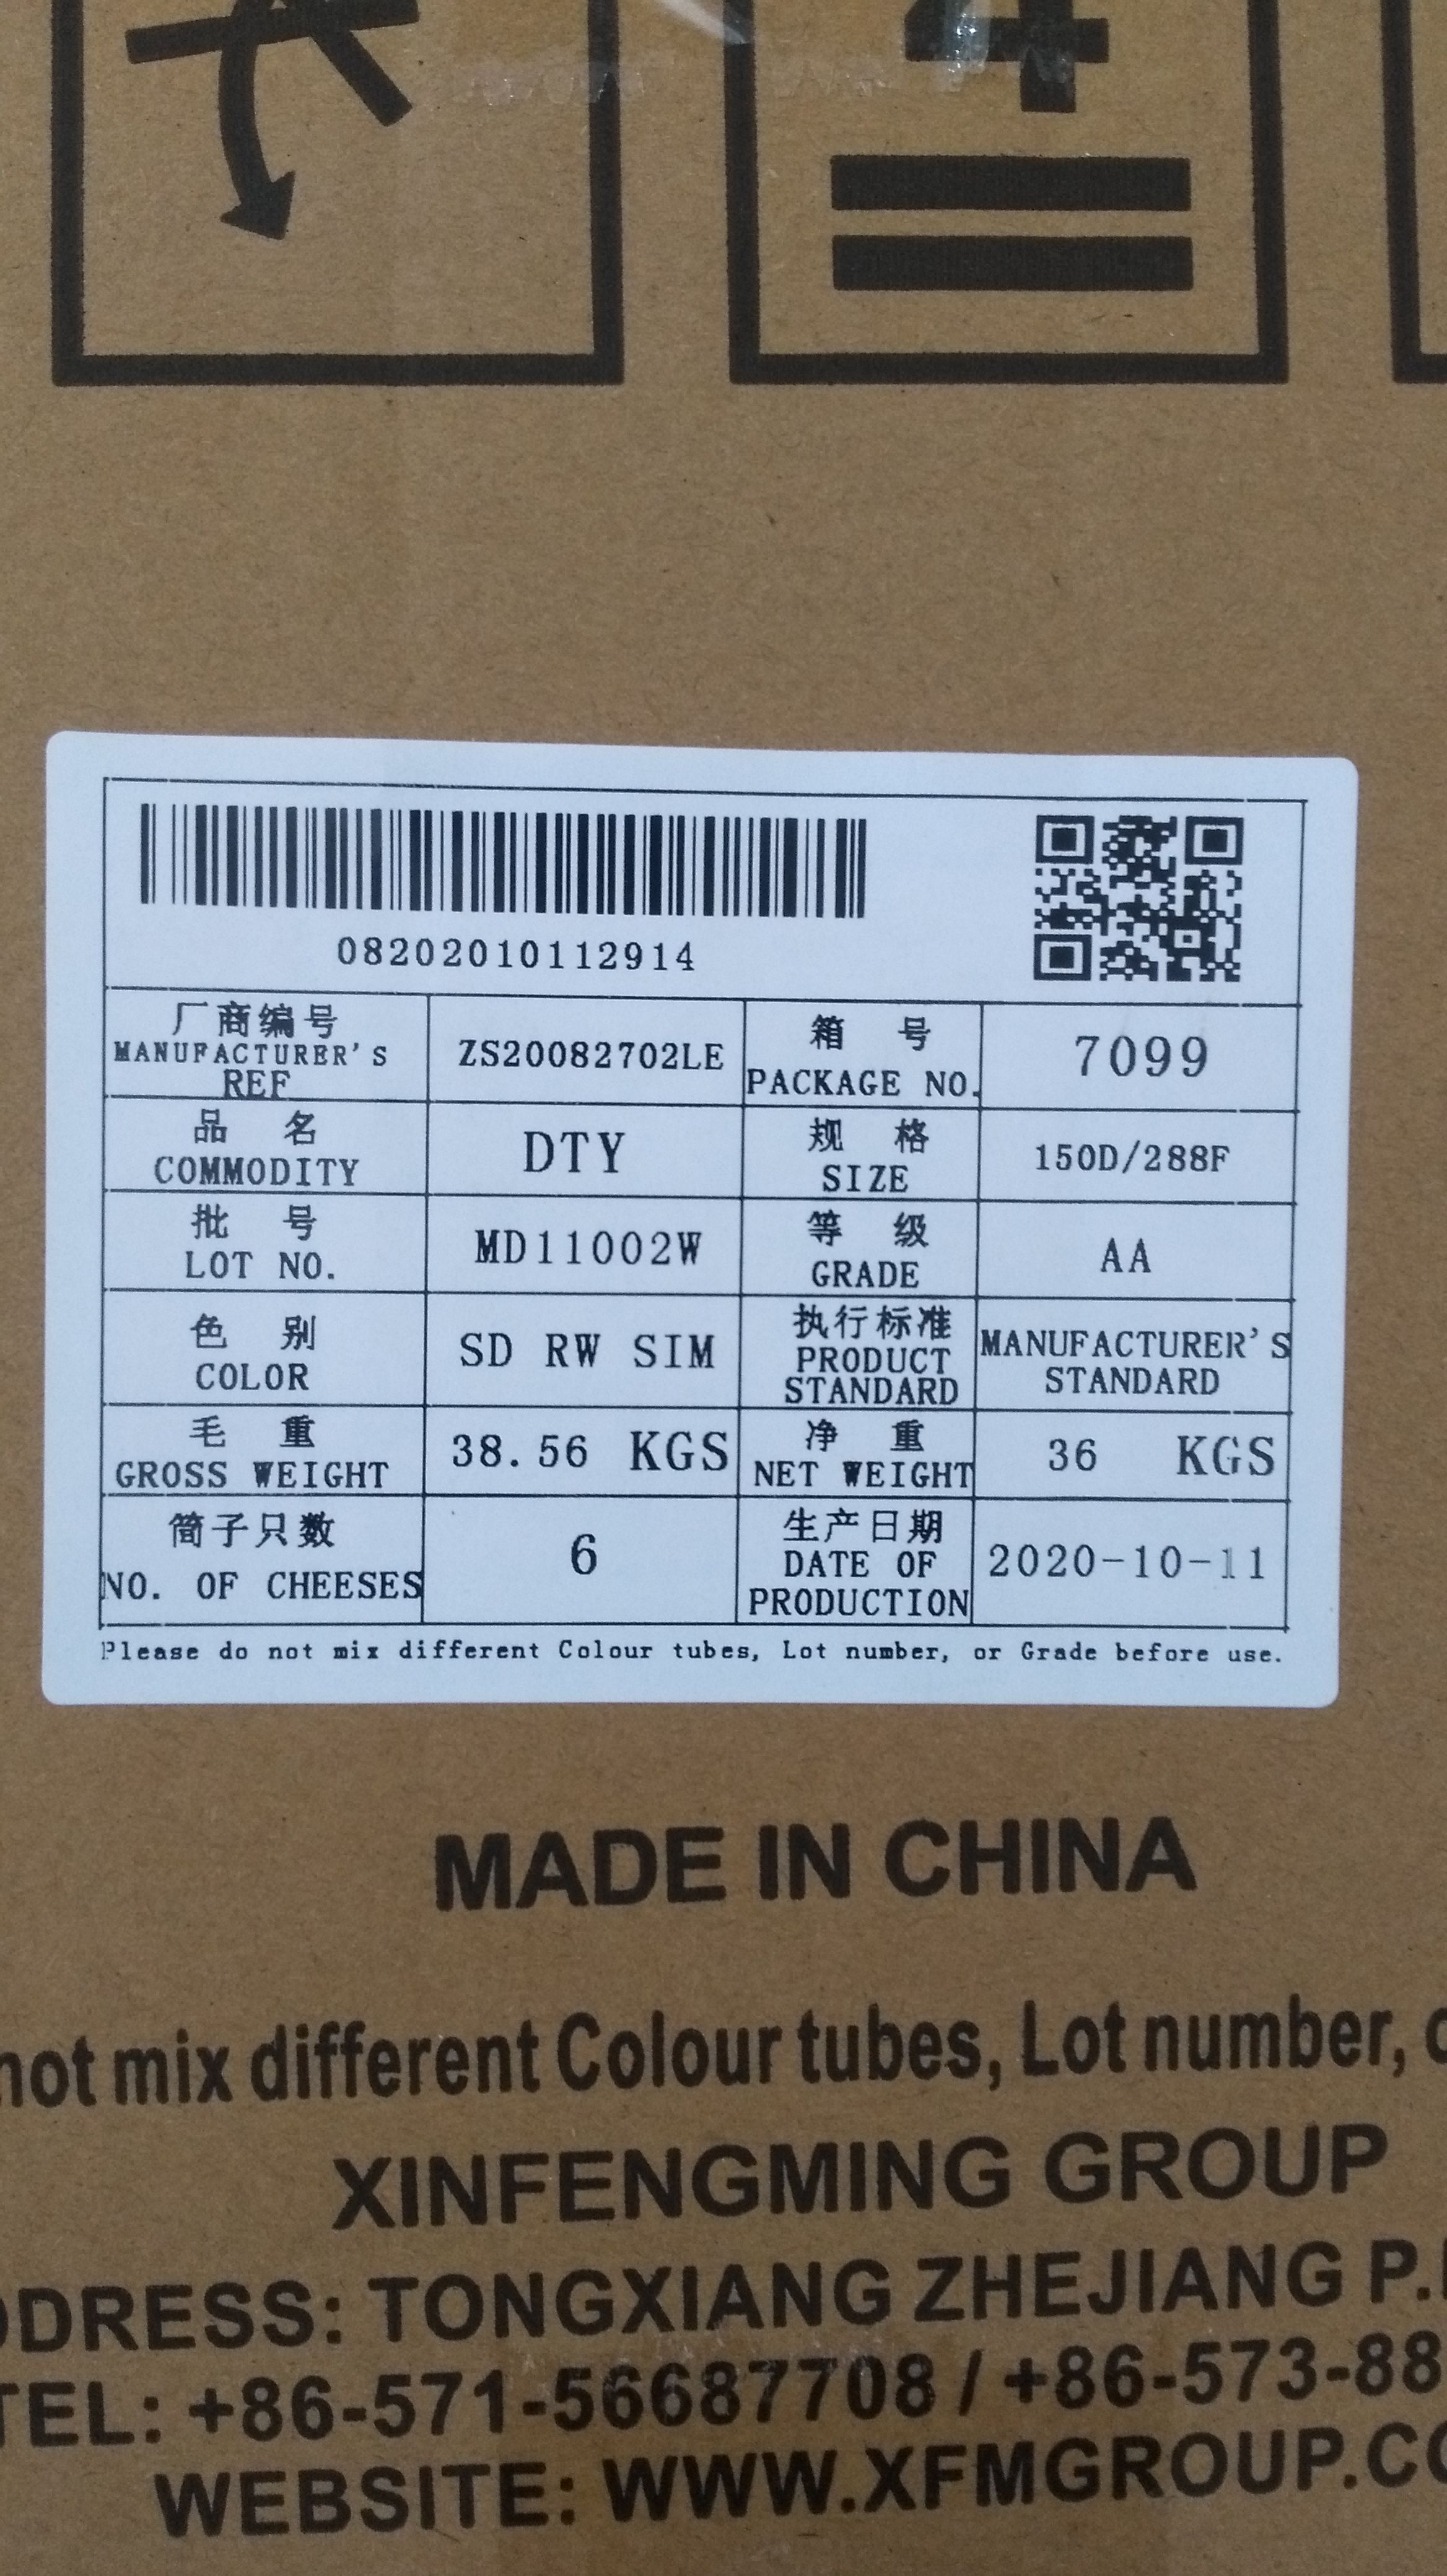 4
08202010112914
厂商编号
MANUFACTURER'S
REF
ZS20082702LE
箱 号
PACKAGE NO.
7099
品 名
COMMODITY
DTY
规 格
SIZE
150D/288F
批 号
LOT NO.
MD11002W
等 级
GRADE
AA
色 别
COLOR
SD RW SIM
执行标准
PRODUCT
STANDARD
MANUFACTURER'S
STANDARD
毛 重
GROSS WEIGHT
38.56 KGS
净 重
NET WEIGHT
36 KGS
筒子只数
NO. OF CHEESES
6
生产日期
DATE OF
PRODUCTION
2020-10-11
Please do not mix different Colour tubes, Lot number, or Grade before use.
MADE IN CHINA
not mix different Colour tubes, Lot number,
XINFENGMING GROUP
DDRESS: TONGXIANG ZHEJIANG P.
TEL: +86-571-56687708 / +86-573-88
WEBSITE: WWW.XFMGROUP.CO